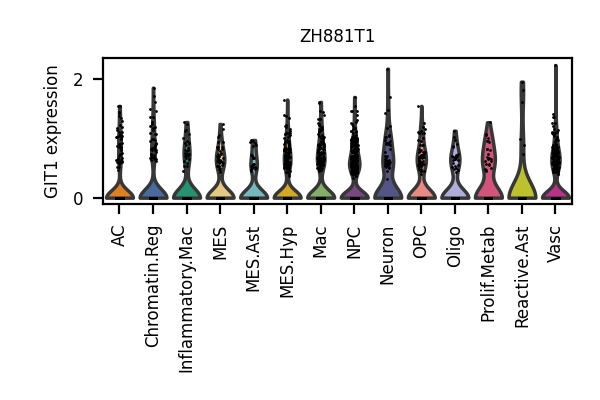 ZH881T1
GIT1 expression
2
0
AC
Chromatin.Reg
Inflammatory.Mac
MES
MES.Ast
MES.Hyp
Mac
NPC
Neuron
OPC
Oligo
Prolif.Metab
Reactive.Ast
Vasc